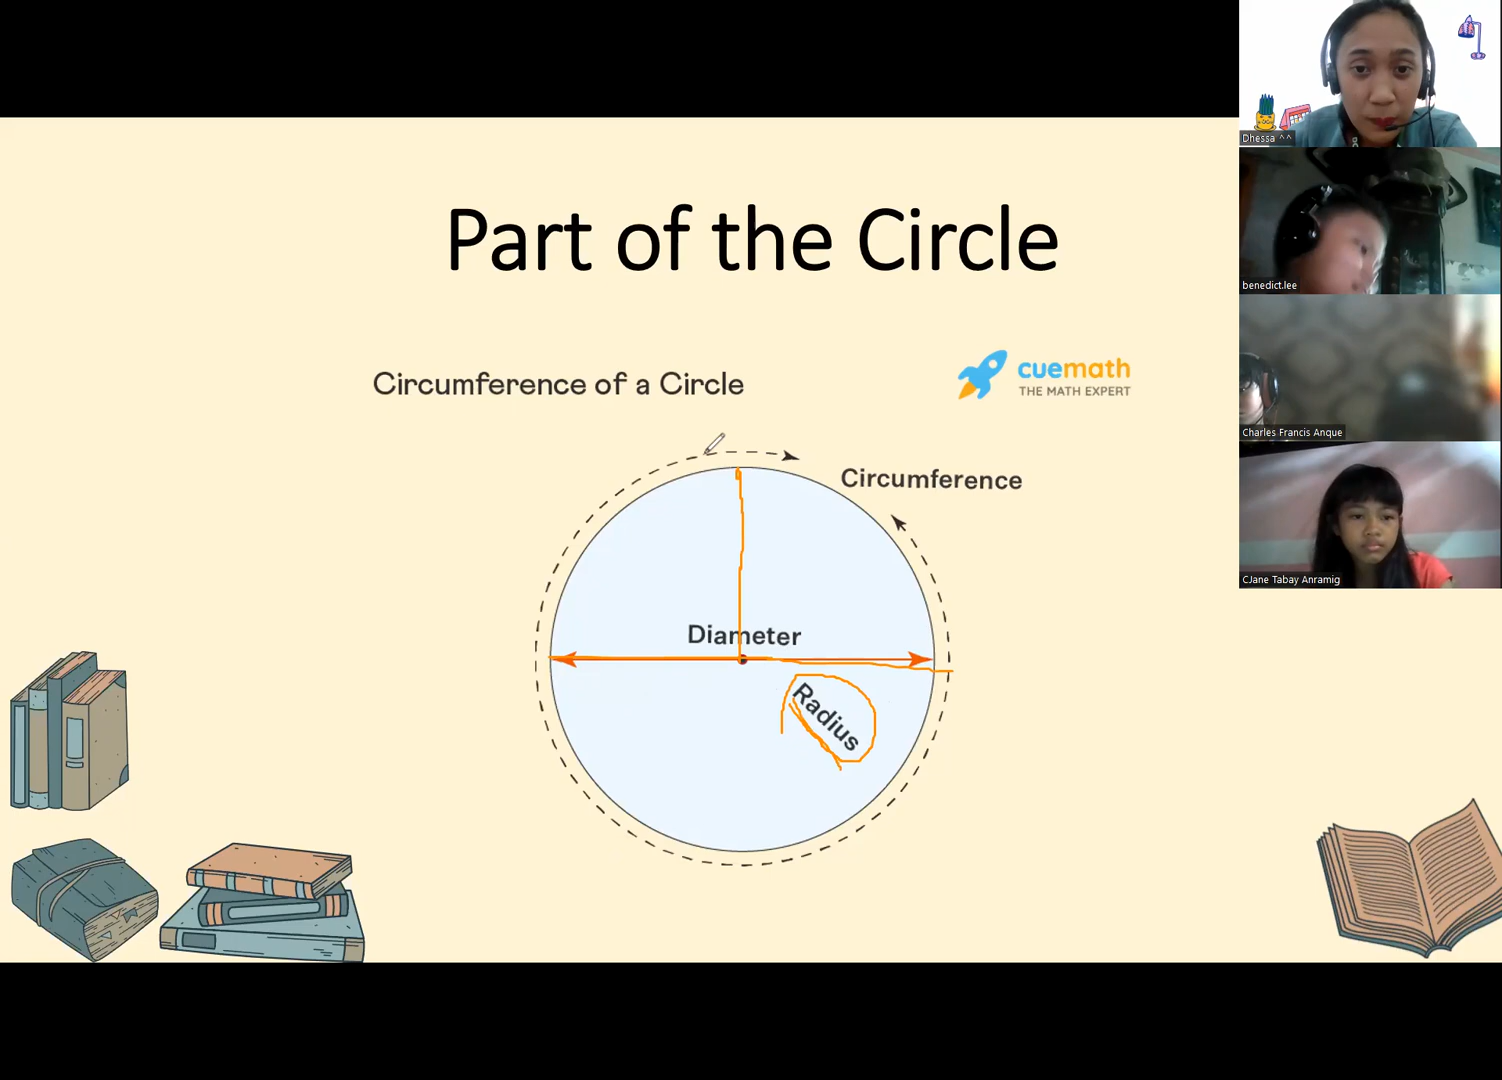 Part of the Circle
Circumference of a Circle
cuemath
THE MATH EXPERT
Circumference
Diameter
Radius
Dhessa ^^
benedict.lee
Charles Francis Anque
CJane Tabay Anramig